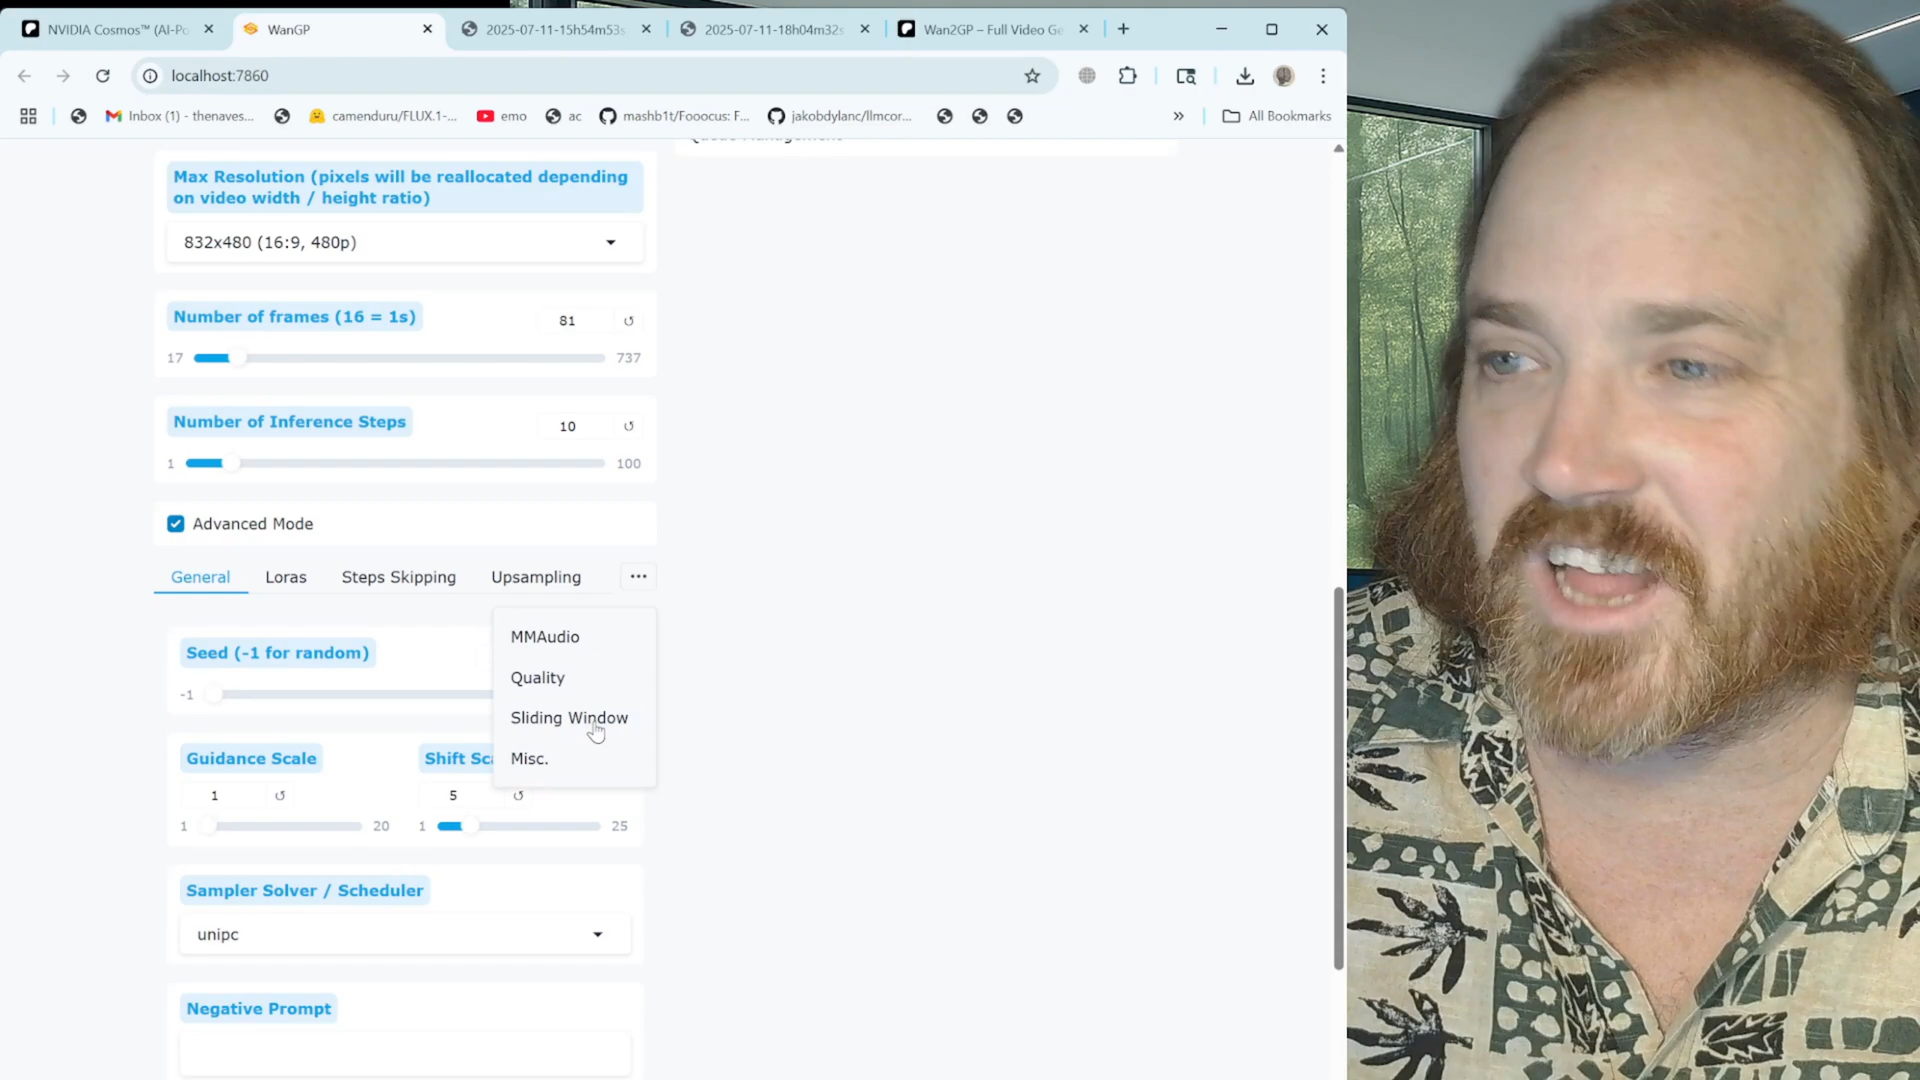 NVIDIA Cosmos™ (AI-Po
WanGP
2025-07-11-15h54m53s
2025-07-11-18h04m32s
Wan2GP – Full Video Ge
localhost:7860
Inbox (1) - thenaves...
camenduru/FLUX.1-...
emo
ac
mashb1t/Fooocus: F...
jakobdylanc/llmcor...
»
All Bookmarks
Max Resolution (pixels will be reallocated depending
on video width / height ratio)
832x480 (16:9, 480p)
Number of frames (16 = 1s)
81
17
737
Number of Inference Steps
10
1
100
Advanced Mode
General
Loras
Steps Skipping
Upsampling
...
MMAudio
Quality
Sliding Window
Misc.
Seed (-1 for random)
-1
Guidance Scale
Shift Sc
1
5
1
20
1
25
Sampler Solver / Scheduler
unipc
Negative Prompt